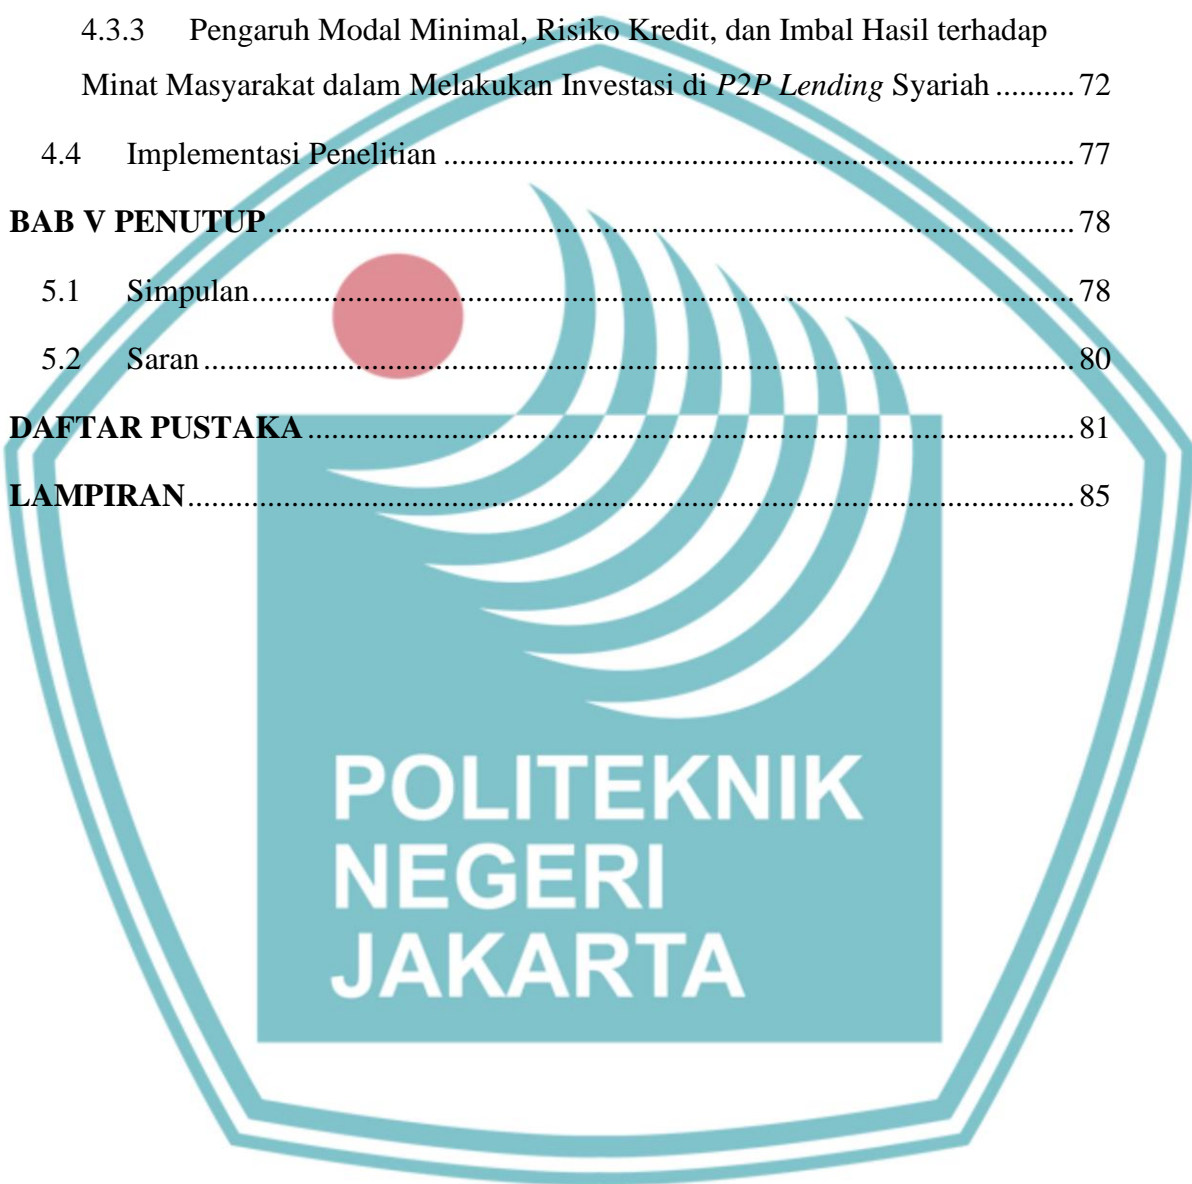 4.3.3 Pengaruh Modal Minimal, Risiko Kredit, dan Imbal Hasil terhadap
Minat Masyarakat dalam Melakukan Investasi di P2P Lending Syariah .......... 72
4.4 Implementasi Penelitian .................................................................................. 77
BAB V PENUTUP..................................................................................................... 78
5.1 Simpulan........................................................................................................ 78
5.2 Saran .............................................................................................................. 80
DAFTAR PUSTAKA ................................................................................................ 81
LAMPIRAN............................................................................................................... 85
POLITEKNIK
NEGERI
JAKARTA